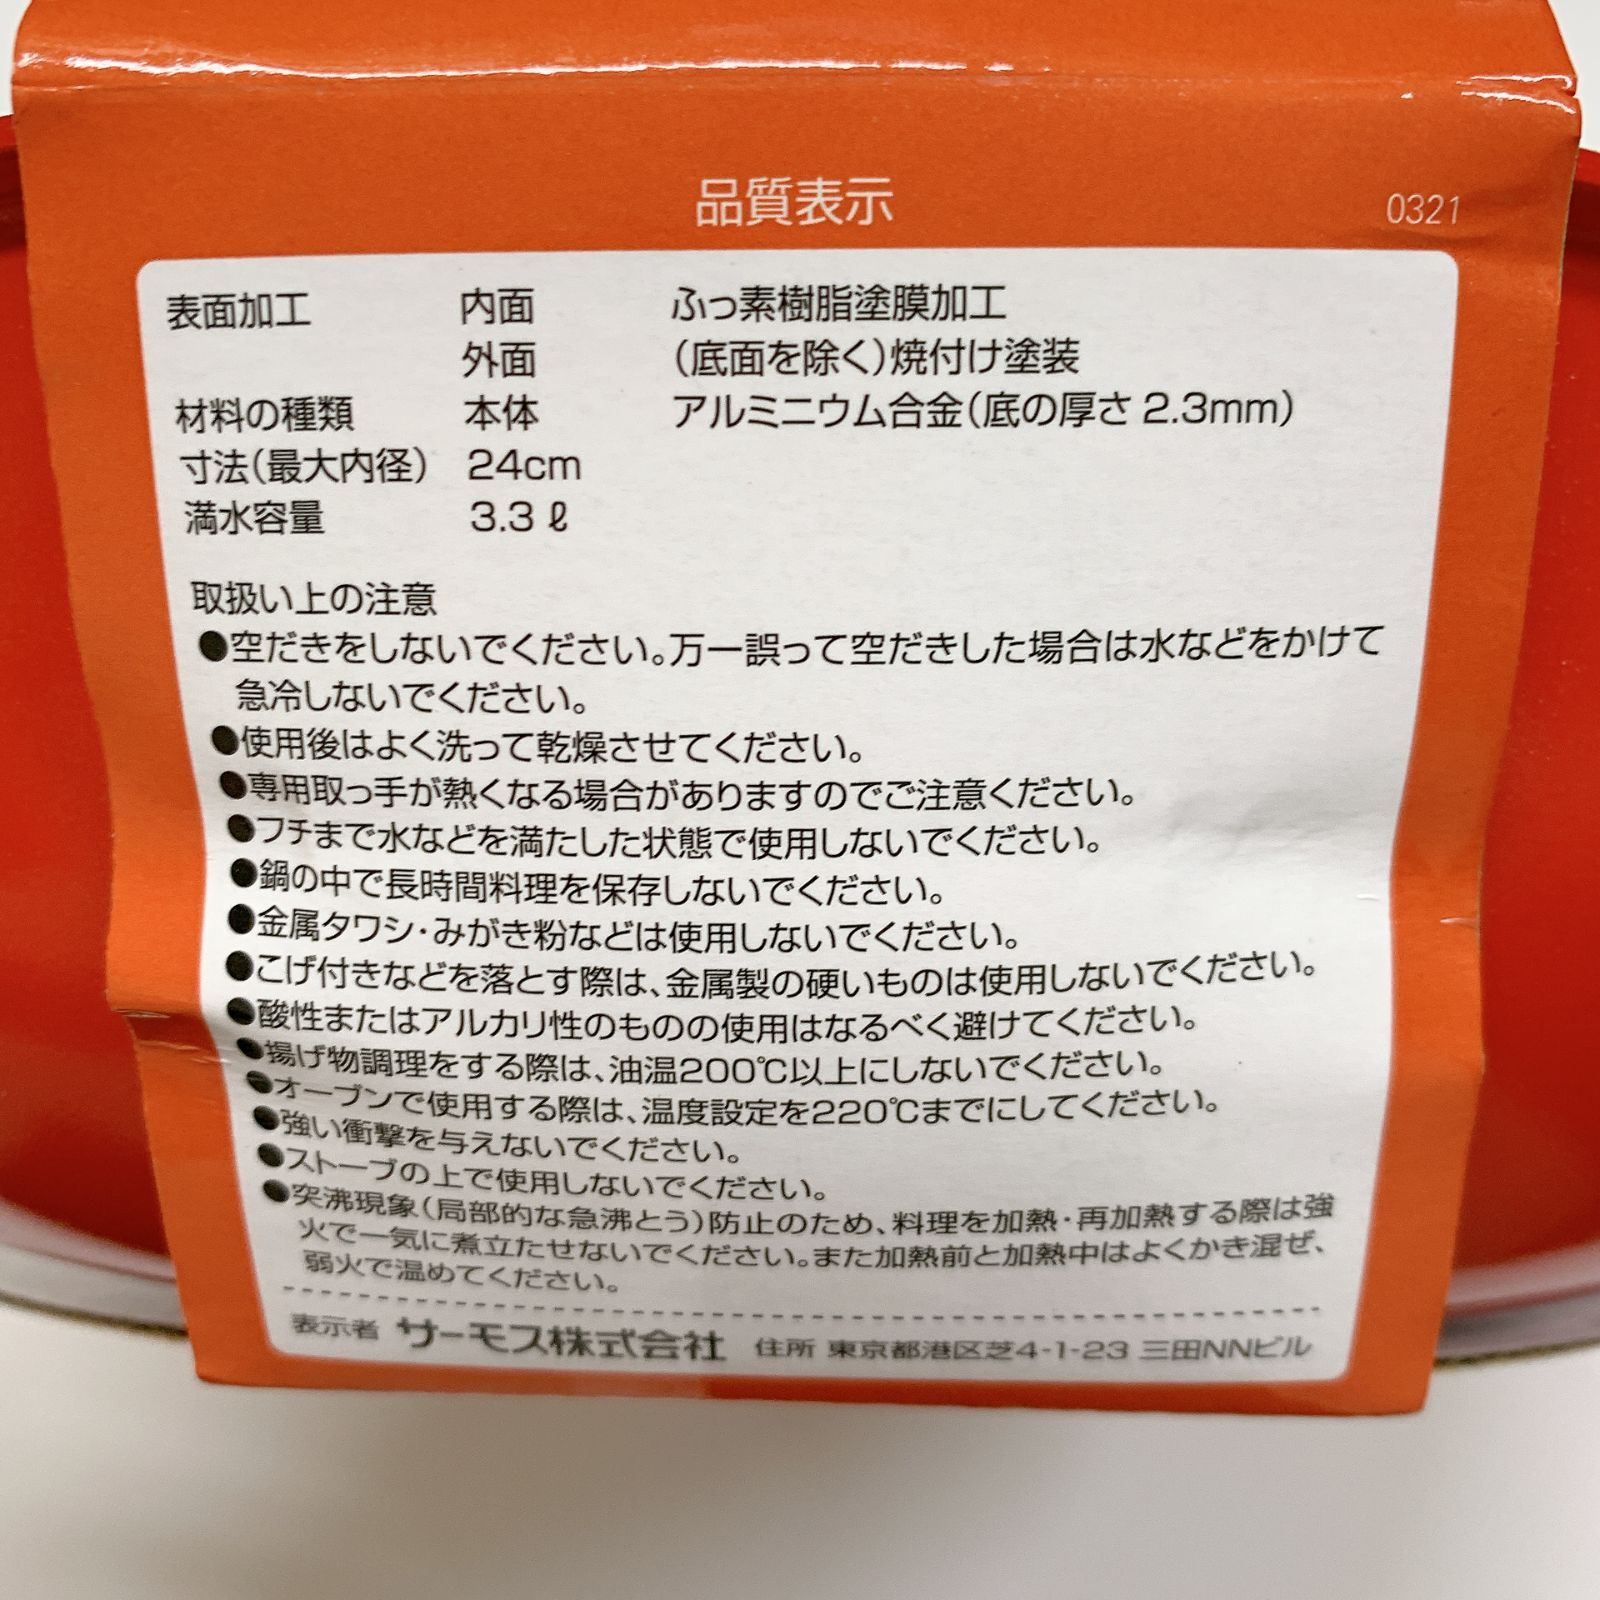 品質表示
0321
表面加工 内面 ふっ素樹脂塗膜加工
外面 (底面を除く)焼付け塗装
材料の種類 本体 アルミニウム合金(底の厚さ 2.3mm)
寸法(最大内径) 24cm
満水容量 3.3ℓ
取扱い上の注意
●空だきをしないでください。万一誤って空だきした場合は水などをかけて
急冷しないでください。
●使用後はよく洗って乾燥させてください。
●専用取っ手が熱くなる場合がありますのでご注意ください。
●フチまで水などを満たした状態で使用しないでください。
●鍋の中で長時間料理を保存しないでください。
●金属タワシ・みがき粉などは使用しないでください。
●こげ付きなどを落とす際は、金属製の硬いものは使用しないでください。
●酸性またはアルカリ性のものの使用はなるべく避けてください。
●揚げ物調理をする際は、油温200℃以上にしないでください。
●オーブンで使用する際は、温度設定を220℃までにしてください。
●強い衝撃を与えないでください。
●ストーブの上で使用しないでください。
●突沸現象(局部的な急沸とう)防止のため、料理を加熱・再加熱する際は強
火で一気に煮立たせないでください。また加熱前と加熱中はよくかき混ぜ、
弱火で温めてください。
表示者 サーモス株式会社 住所 東京都港区芝4-1-23 三田NNビル